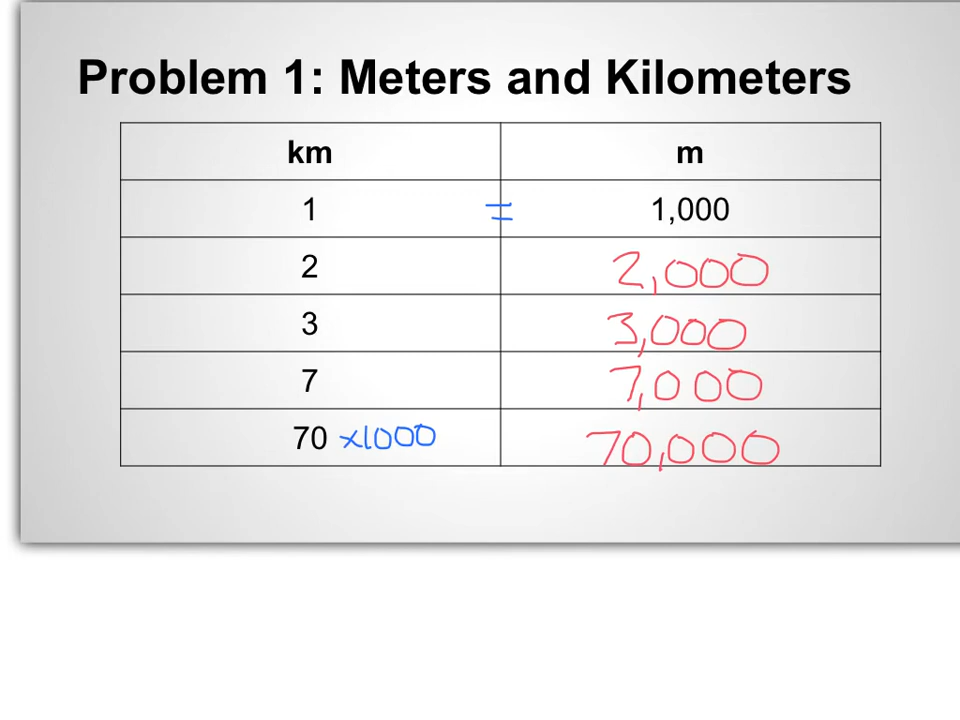 Problem 1: Meters and Kilometers
km m
1 = 1,000
2 2,000
3 3,000
7 7,000
70 x1000 70,000